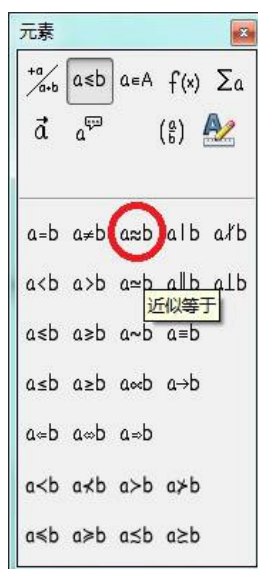 元素
+a/a+b a≤b a∈A f(x) Σa
a⃗ a (a b)
a=b a≠b a≈b a|b a∤b
a<b a>b a≃b a∥b a⊥b
近似等于
a≤b a≥b a~b a≡b
a≤b a≥b a∝b a→b
a⇐b a⇔b a⇒b
a≺b a⊀b a≻b a⊁b
a≼b a≽b a≾b a≿b